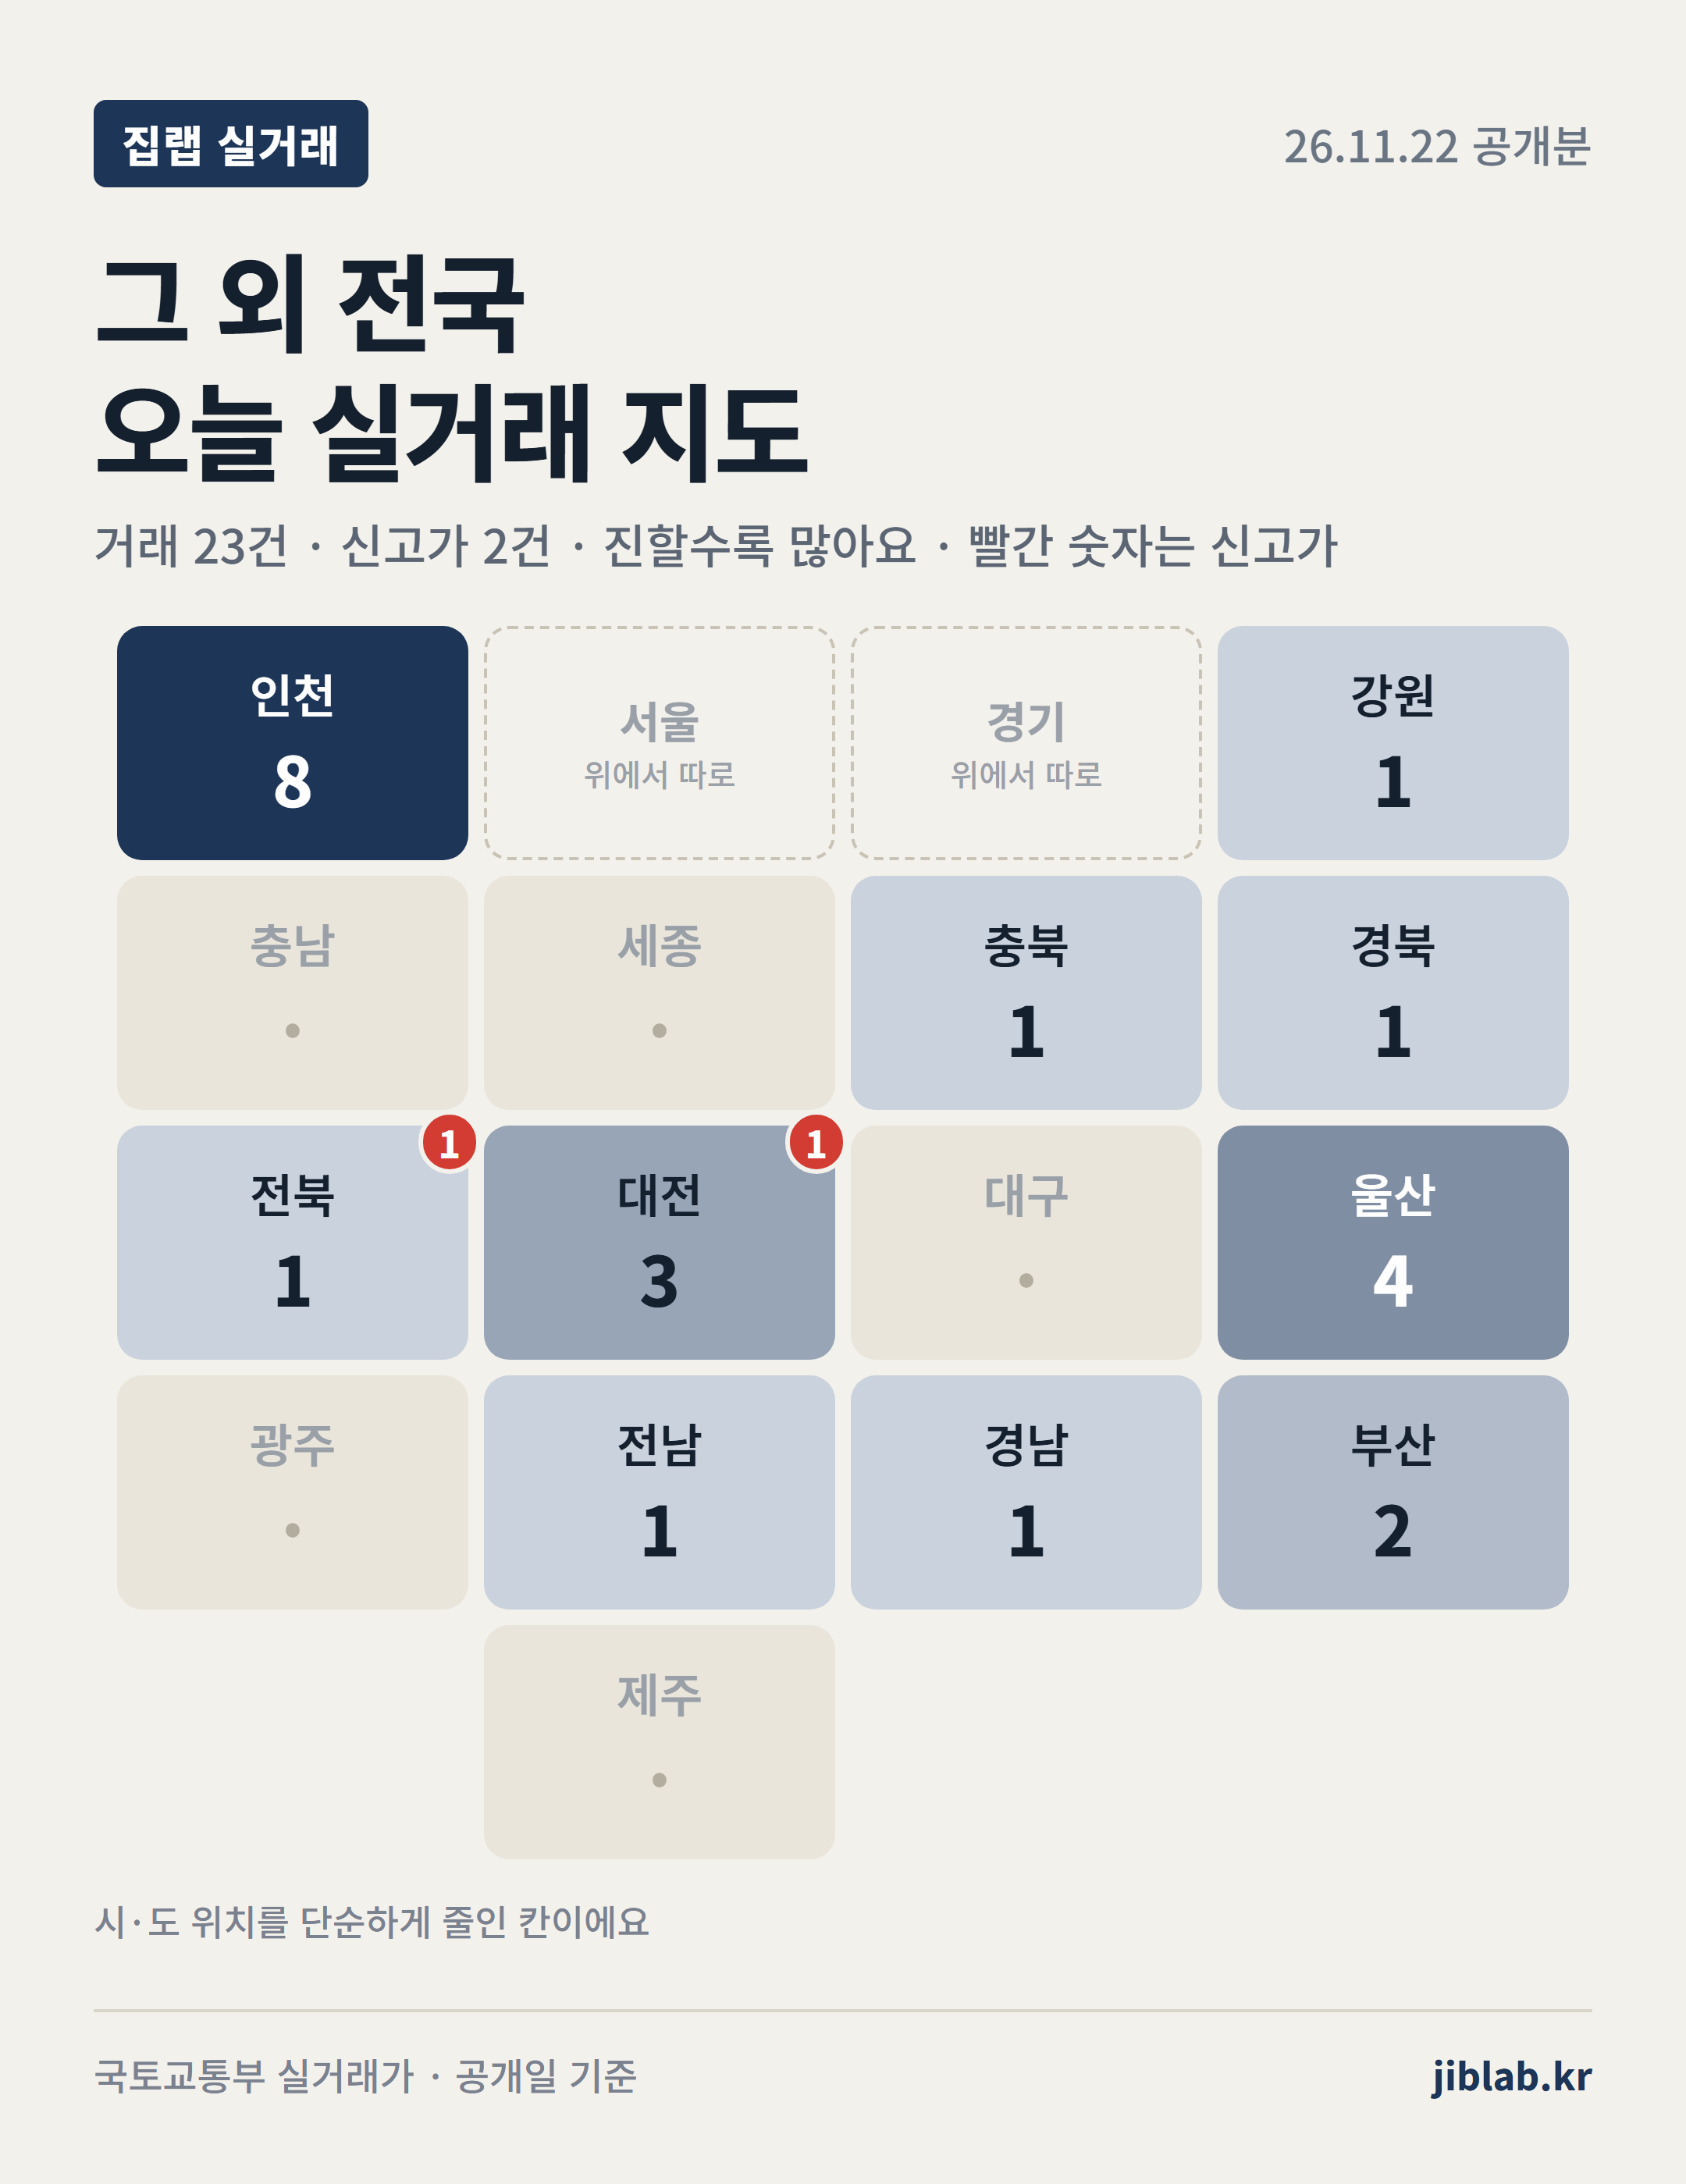 집랩 실거래
26.11.22 공개분
그 외 전국
오늘 실거래 지도
거래 23건 · 신고가 2건 · 진할수록 많아요 · 빨간 숫자는 신고가
인천
8
서울
위에서 따로
경기
위에서 따로
강원
1
충남
·
세종
·
충북
1
경북
1
전북
1
1
대전
3
1
대구
·
울산
4
광주
·
전남
1
경남
1
부산
2
제주
·
시·도 위치를 단순하게 줄인 칸이에요
국토교통부 실거래가 · 공개일 기준
jiblab.kr